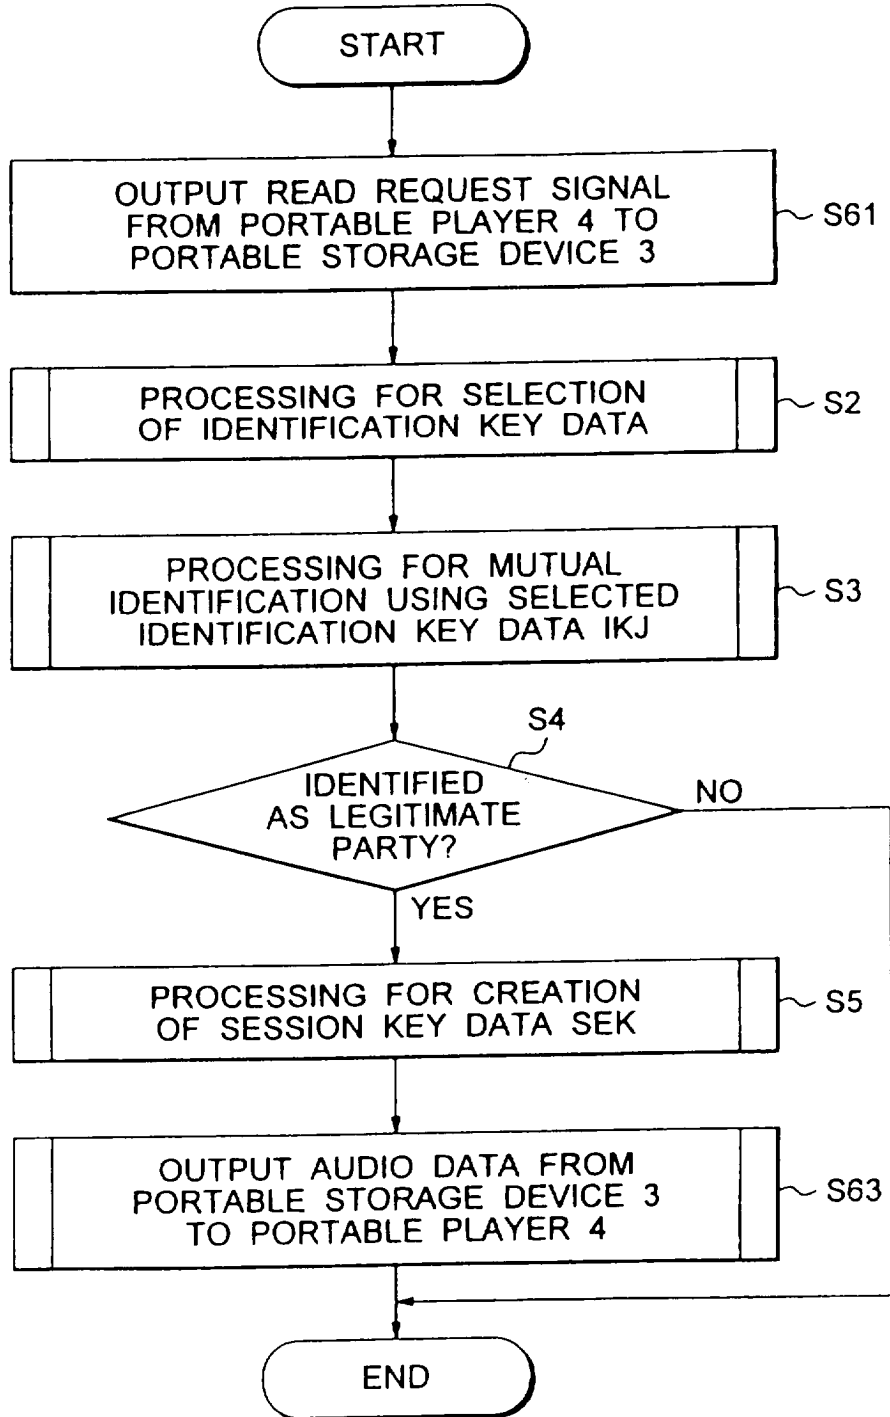 START
OUTPUT READ REQUEST SIGNAL
FROM PORTABLE PLAYER 4 TO
PORTABLE STORAGE DEVICE 3
S61
PROCESSING FOR SELECTION
OF IDENTIFICATION KEY DATA
S2
PROCESSING FOR MUTUAL
IDENTIFICATION USING SELECTED
IDENTIFICATION KEY DATA IKJ
S3
S4
IDENTIFIED
AS LEGITIMATE
PARTY?
NO
YES
PROCESSING FOR CREATION
OF SESSION KEY DATA SEK
S5
OUTPUT AUDIO DATA FROM
PORTABLE STORAGE DEVICE 3
TO PORTABLE PLAYER 4
S63
END